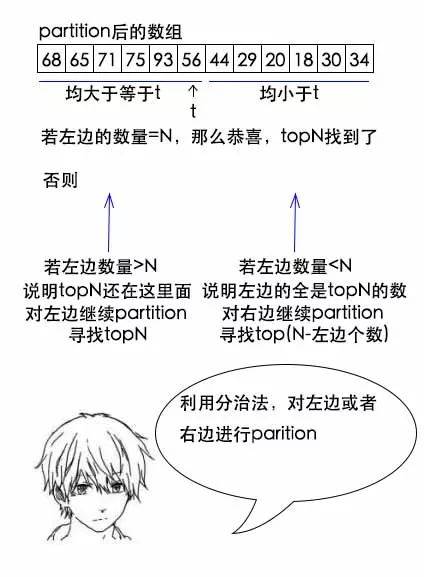 partition后的数组
68 65 71 75 93 56 44 29 20 18 30 34
均大于等于t ↑ 均小于t
t
若左边的数量=N，那么恭喜，topN找到了
否则
若左边数量>N
说明topN还在这里面
对左边继续partition
寻找topN
若左边数量<N
说明左边的全是topN的数
对右边继续partition
寻找top(N-左边个数)
利用分治法，对左边或者
右边进行parition